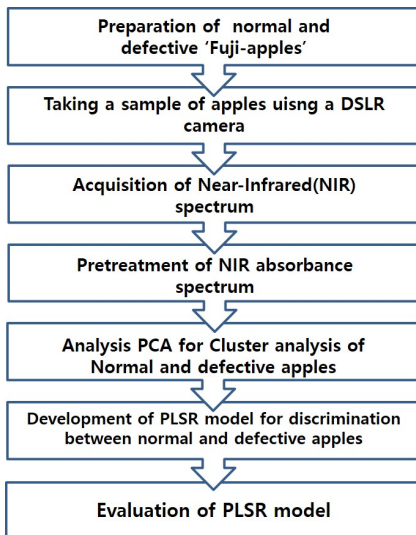 Preparation of normal and
defective ‘Fuji-apples’
Taking a sample of apples uisng a DSLR
camera
Acquisition of Near-Infrared(NIR)
spectrum
Pretreatment of NIR absorbance
spectrum
Analysis PCA for Cluster analysis of
Normal and defective apples
Development of PLSR model for discrimination
between normal and defective apples
Evaluation of PLSR model